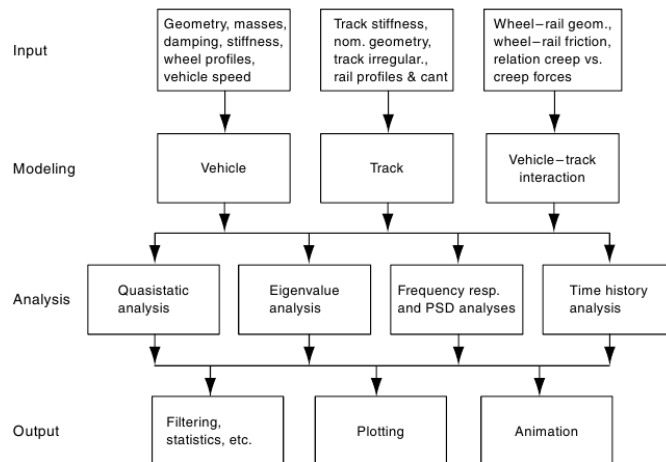 Input
Geometry, masses,
damping, stiffness,
wheel profiles,
vehicle speed
Track stiffness,
nom. geometry,
track irregular.,
rail profiles & cant
Wheel–rail geom.,
wheel–rail friction,
relation creep vs.
creep forces
Modeling
Vehicle
Track
Vehicle–track
interaction
Analysis
Quasistatic
analysis
Eigenvalue
analysis
Frequency resp.
and PSD analyses
Time history
analysis
Output
Filtering,
statistics, etc.
Plotting
Animation